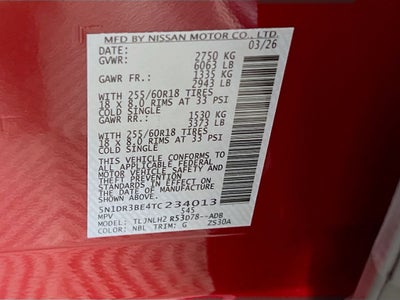 MFD BY NISSAN MOTOR CO., LTD.
DATE: 03/26
GVWR: 2750 KG
6063 LB
GAWR FR.: 1335 KG
2943 LB
WITH 255/60R18 TIRES
18 X 8.0 RIMS AT 33 PSI
COLD SINGLE
GAWR RR.: 1530 KG
3373 LB
WITH 255/60R18 TIRES
18 X 8.0 RIMS AT 33 PSI
COLD SINGLE
THIS VEHICLE CONFORMS TO
ALL APPLICABLE FEDERAL
MOTOR VEHICLE SAFETY AND
THEFT PREVENTION
STANDARDS IN EFFECT ON
THE DATE OF MANUFACTURE
SHOWN ABOVE.
5N1DR3BE4TC234013
MPV 545
MODEL: TLJNLHZ R53D78--ADB
COLOR: NBL TRIM: G ZS30A